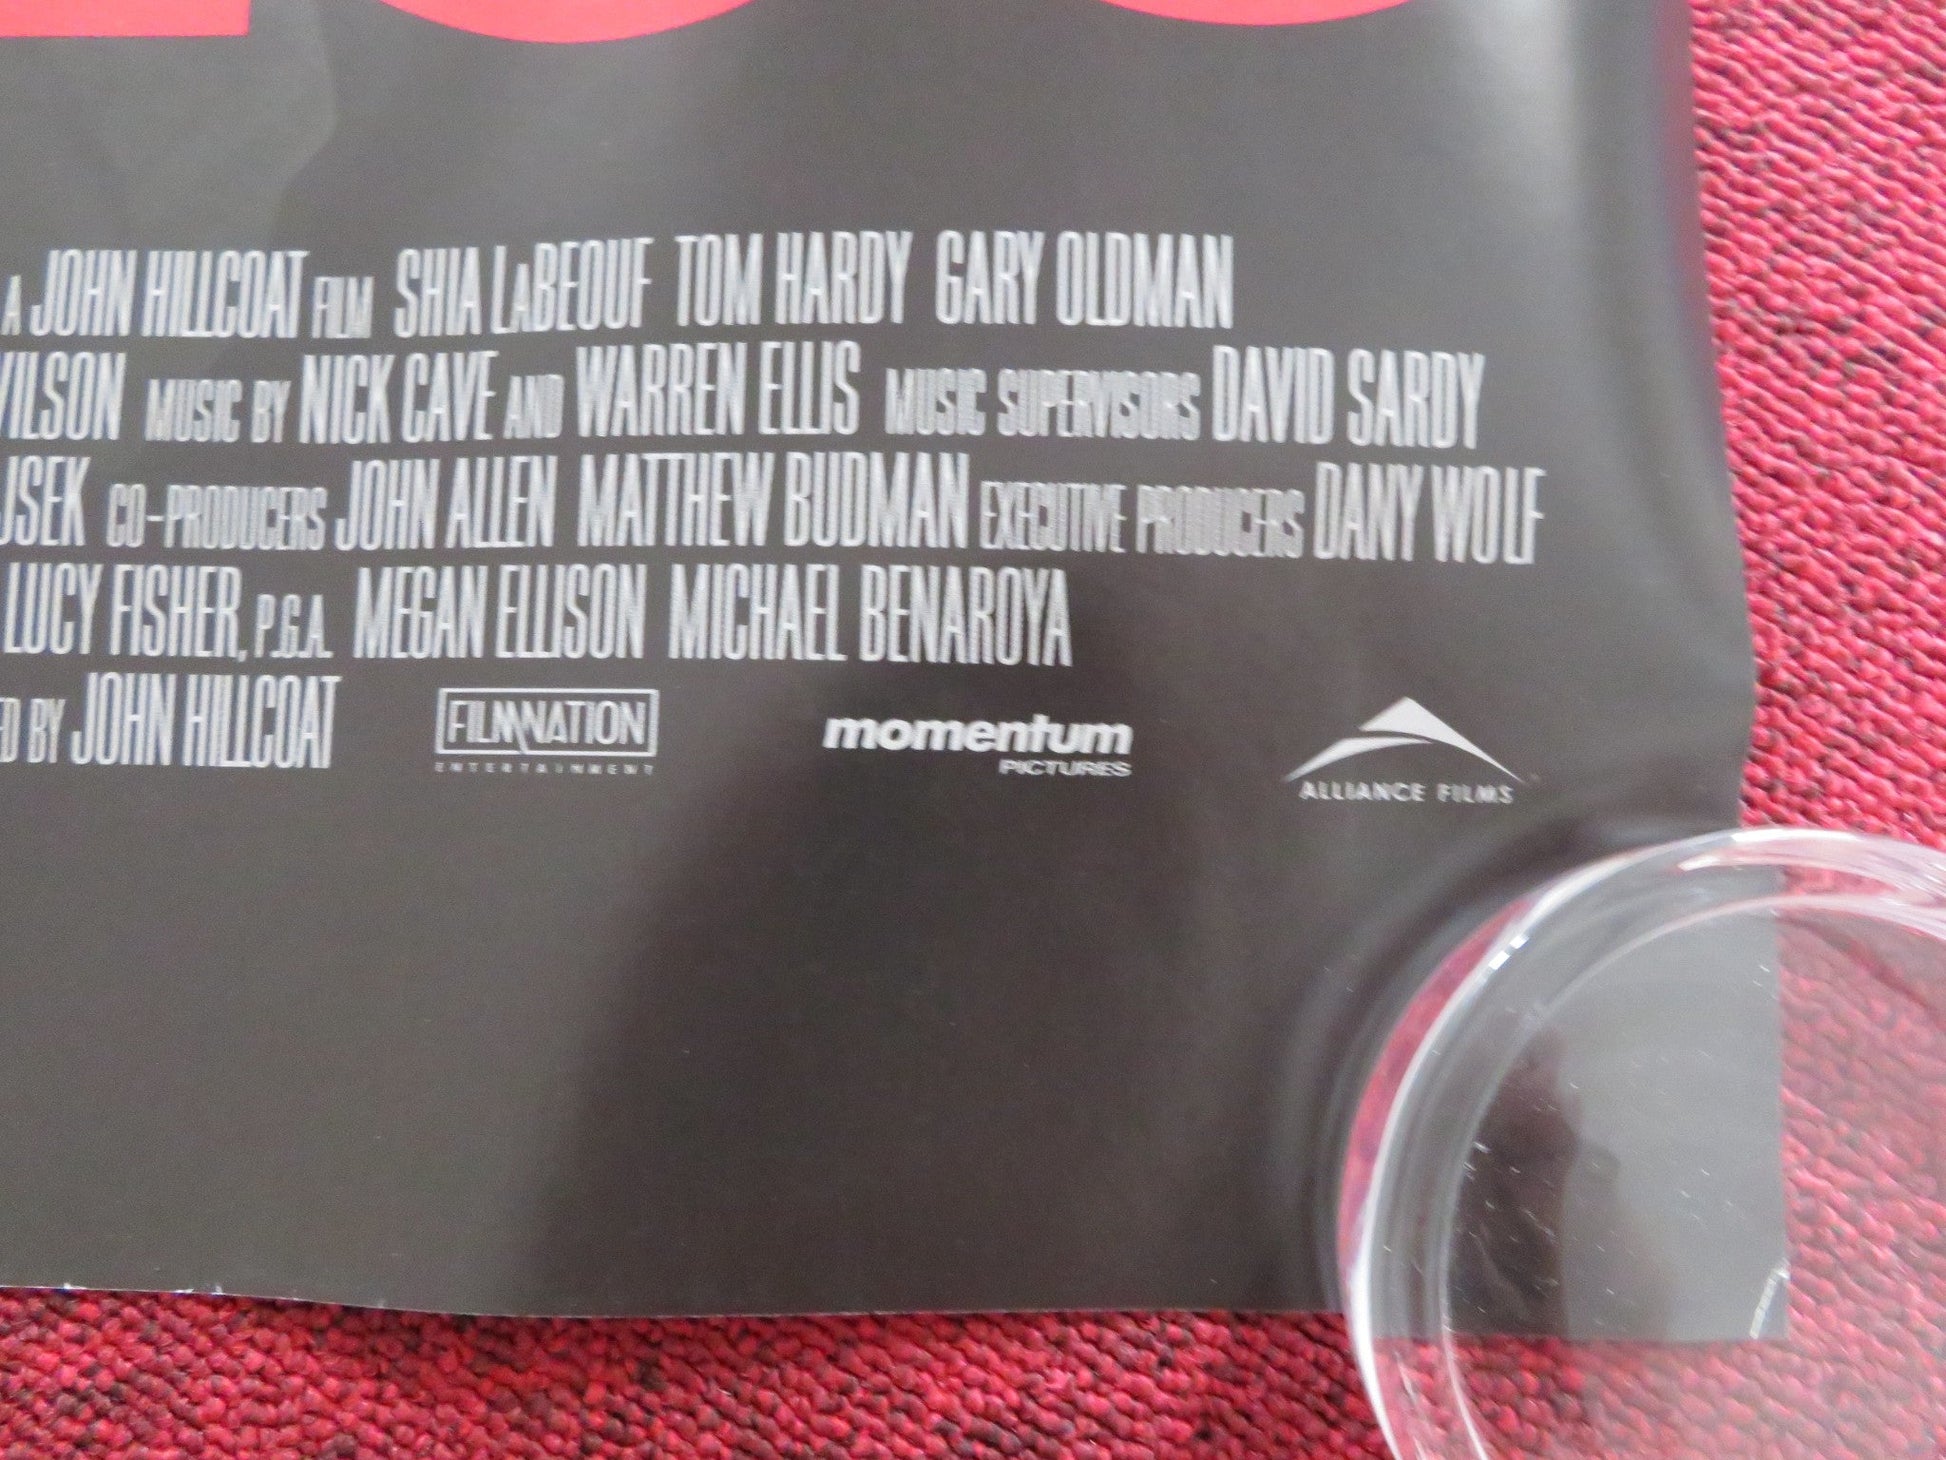 A JOHN HILLCOAT FILM SHIA LaBEOUF TOM HARDY GARY OLDMAN
WILSON MUSIC BY NICK CAVE AND WARREN ELLIS MUSIC SUPERVISORS DAVID SARDY
JSEK CO-PRODUCERS JOHN ALLEN MATTHEW BUDMAN EXECUTIVE PRODUCERS DANY WOLF
LUCY FISHER, P.G.A. MEGAN ELLISON MICHAEL BENAROYA
ED BY JOHN HILLCOAT
FILMNATION
ENTERTAINMENT
momentum
PICTURES
ALLIANCE FILMS